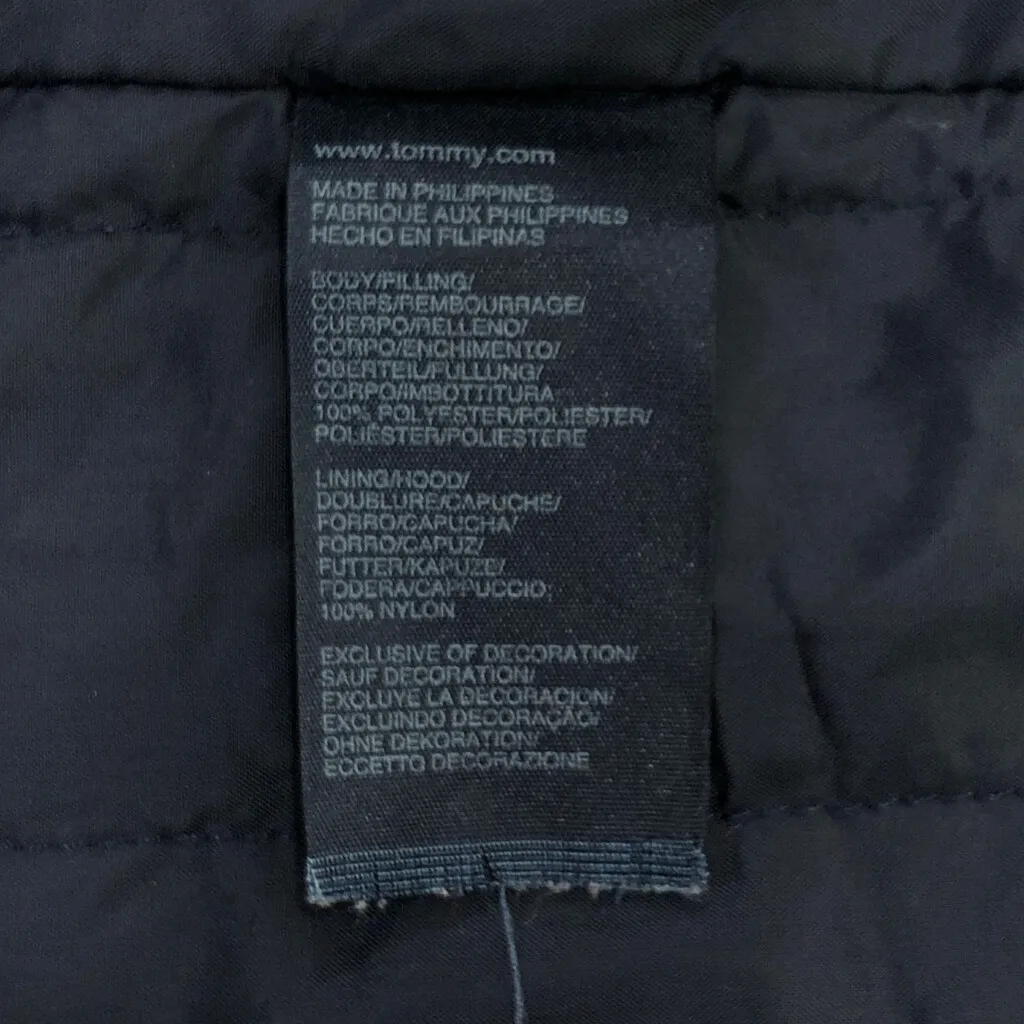 www.tommy.com
MADE IN PHILIPPINES
FABRIQUE AUX PHILIPPINES
HECHO EN FILIPINAS
BODY/FILLING/
CORPS/REMBOURRAGE/
CUERPO/RELLENO/
CORPO/ENCHIMENTO/
OBERTEIL/FULLUNG/
CORPO/IMBOTTITURA
100% POLYESTER/POLIESTER/
POLIÉSTER/POLIESTERE
LINING/HOOD/
DOUBLURE/CAPUCHE/
FORRO/CAPUCHA/
FORRO/CAPUZ/
FUTTER/KAPUZE/
FODERA/CAPPUCCIO:
100% NYLON
EXCLUSIVE OF DECORATION/
SAUF DECORATION/
EXCLUYE LA DECORACION/
EXCLUINDO DECORAÇÃO/
OHNE DEKORATION/
ECCETTO DECORAZIONE